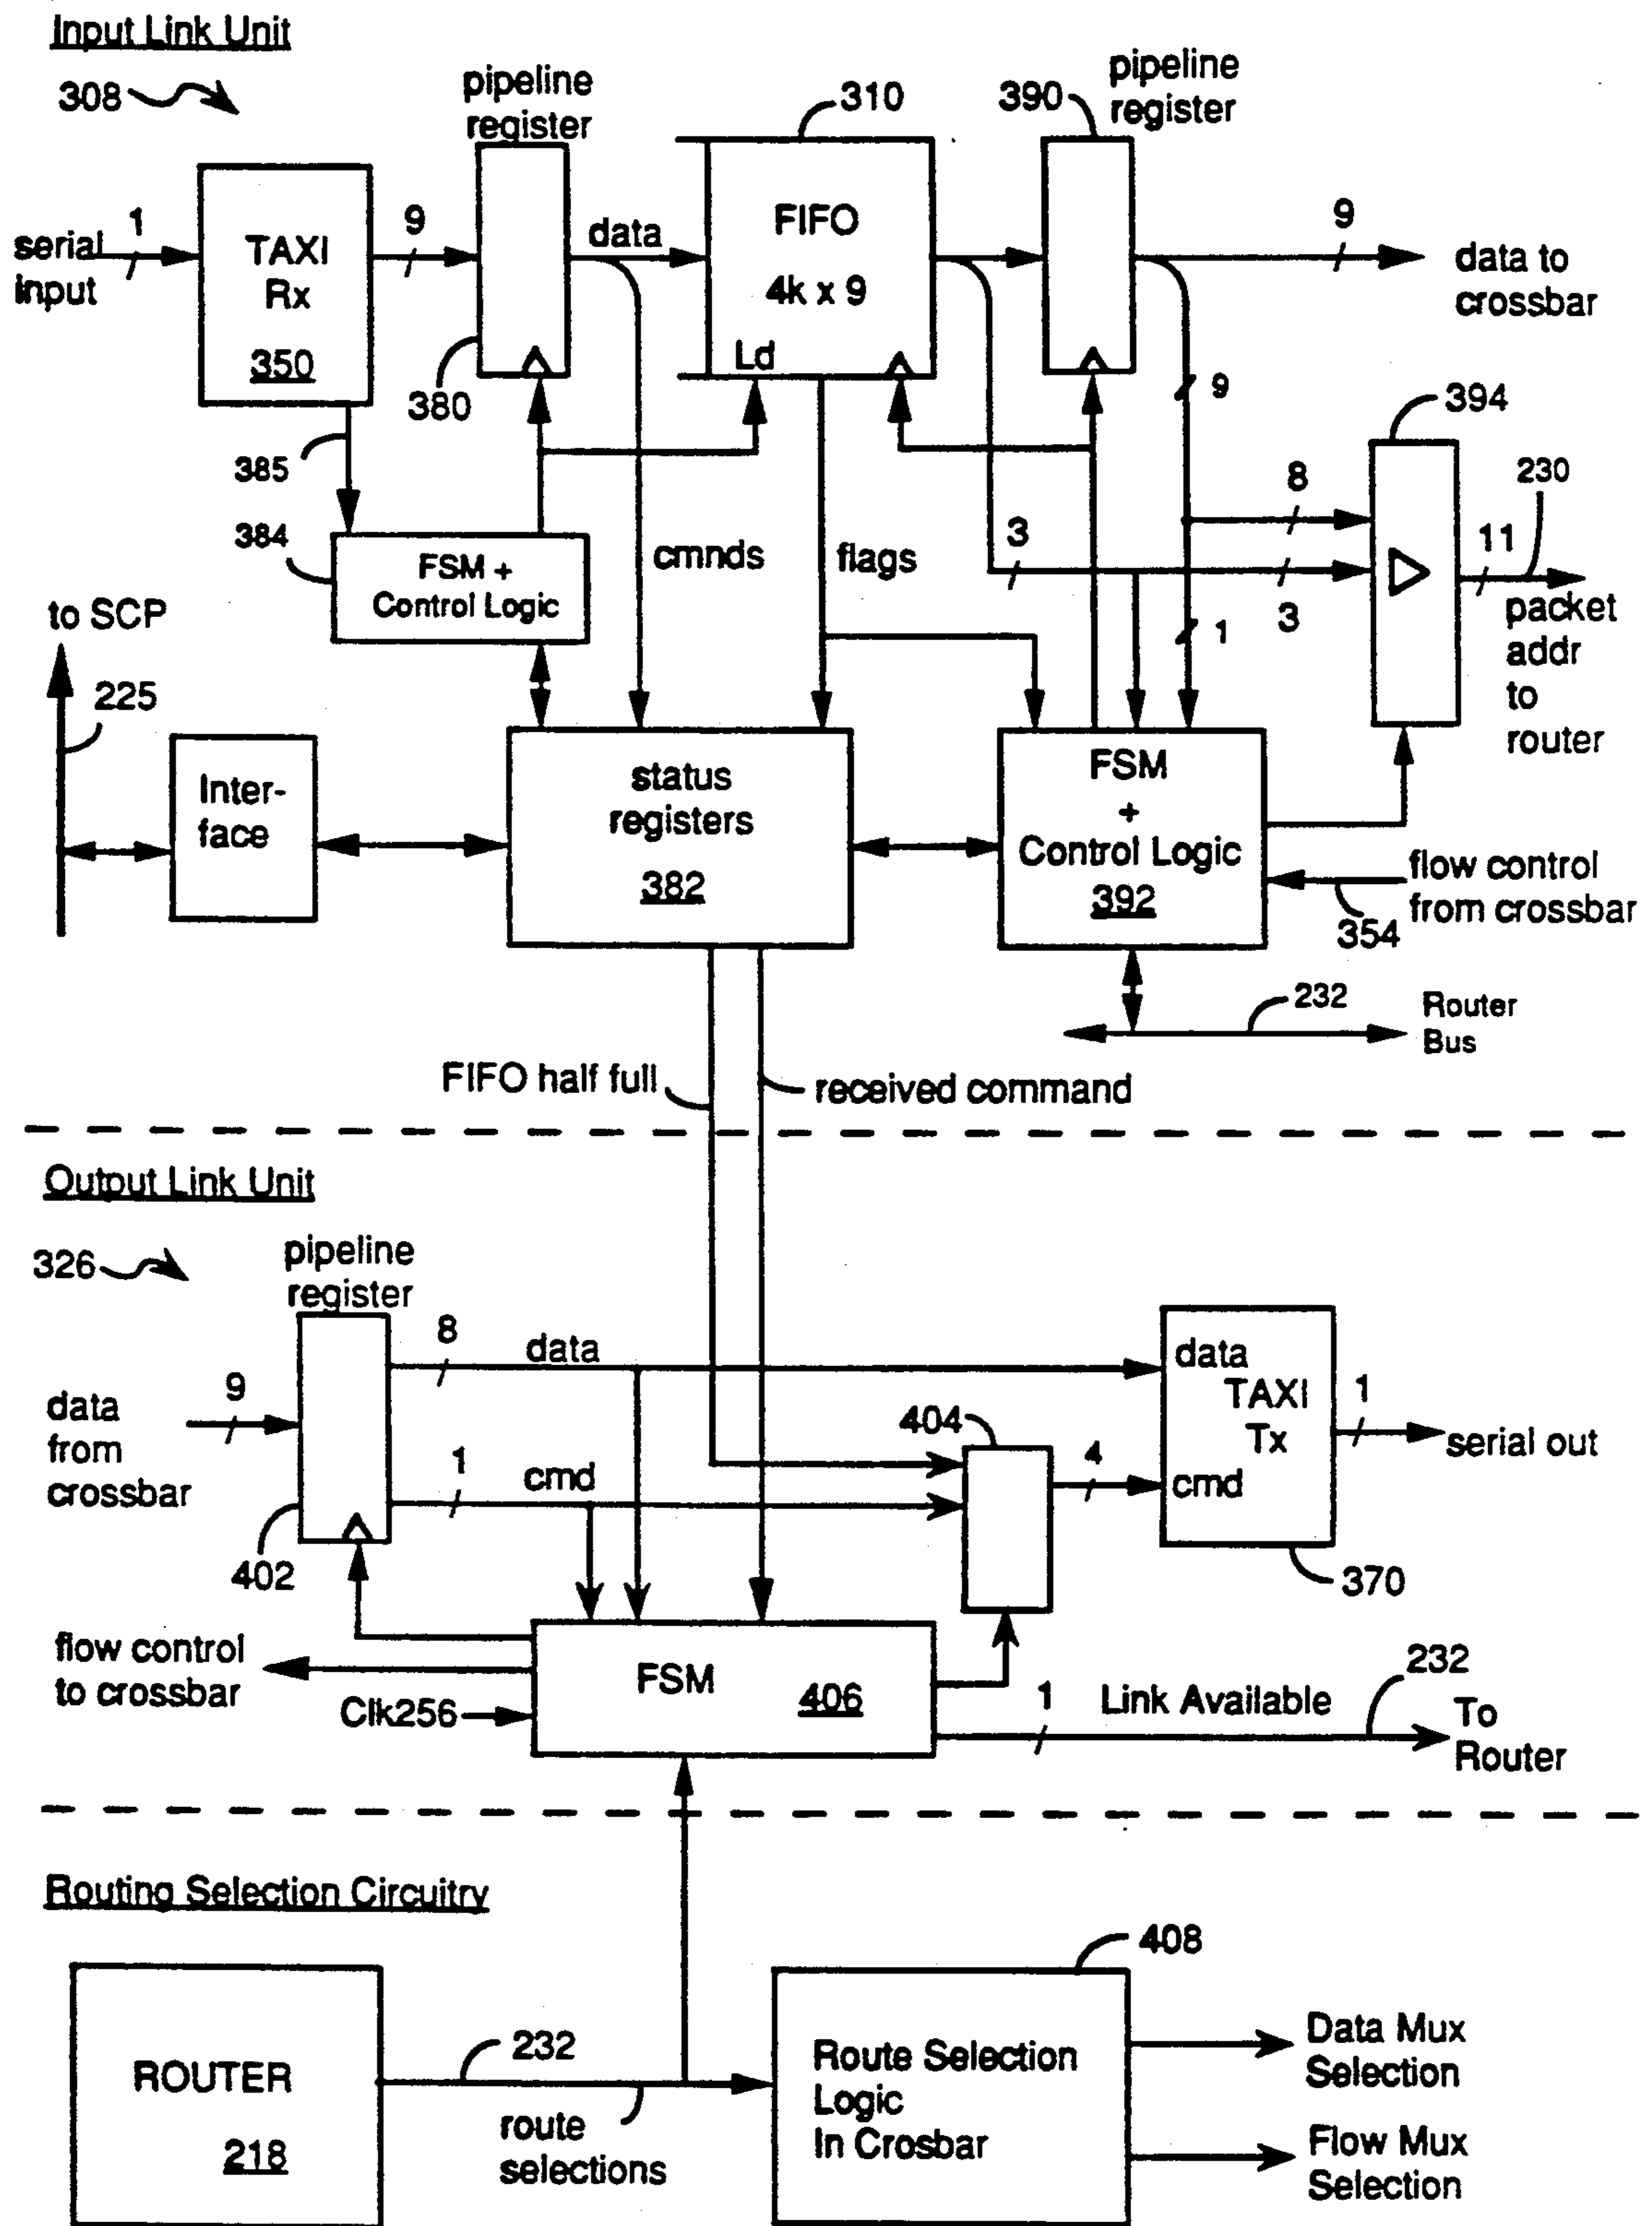 Input Link Unit
308
pipeline
register
310
390
pipeline
register
serial
input
1
TAXI
Rx
350
9
380
data
FIFO
4k x 9
Ld
9
data to
crossbar
9
394
385
384
FSM +
Control Logic
cmnds
flags
3
8
3
1
11
230
packet
addr
to
router
to SCP
225
Inter-
face
status
registers
382
FSM
+
Control Logic
392
flow control
from crossbar
354
232
Router
Bus
FIFO half full
received command
Output Link Unit
326
pipeline
register
8
data
data
TAXI
Tx
cmd
1
serial out
9
data
from
crossbar
1
cmd
404
4
402
370
flow control
to crossbar
Clk256
FSM
406
1
Link Available
232
To
Router
Routing Selection Circuitry
408
ROUTER
218
232
route
selections
Route Selection
Logic
In Crosbar
Data Mux
Selection
Flow Mux
Selection